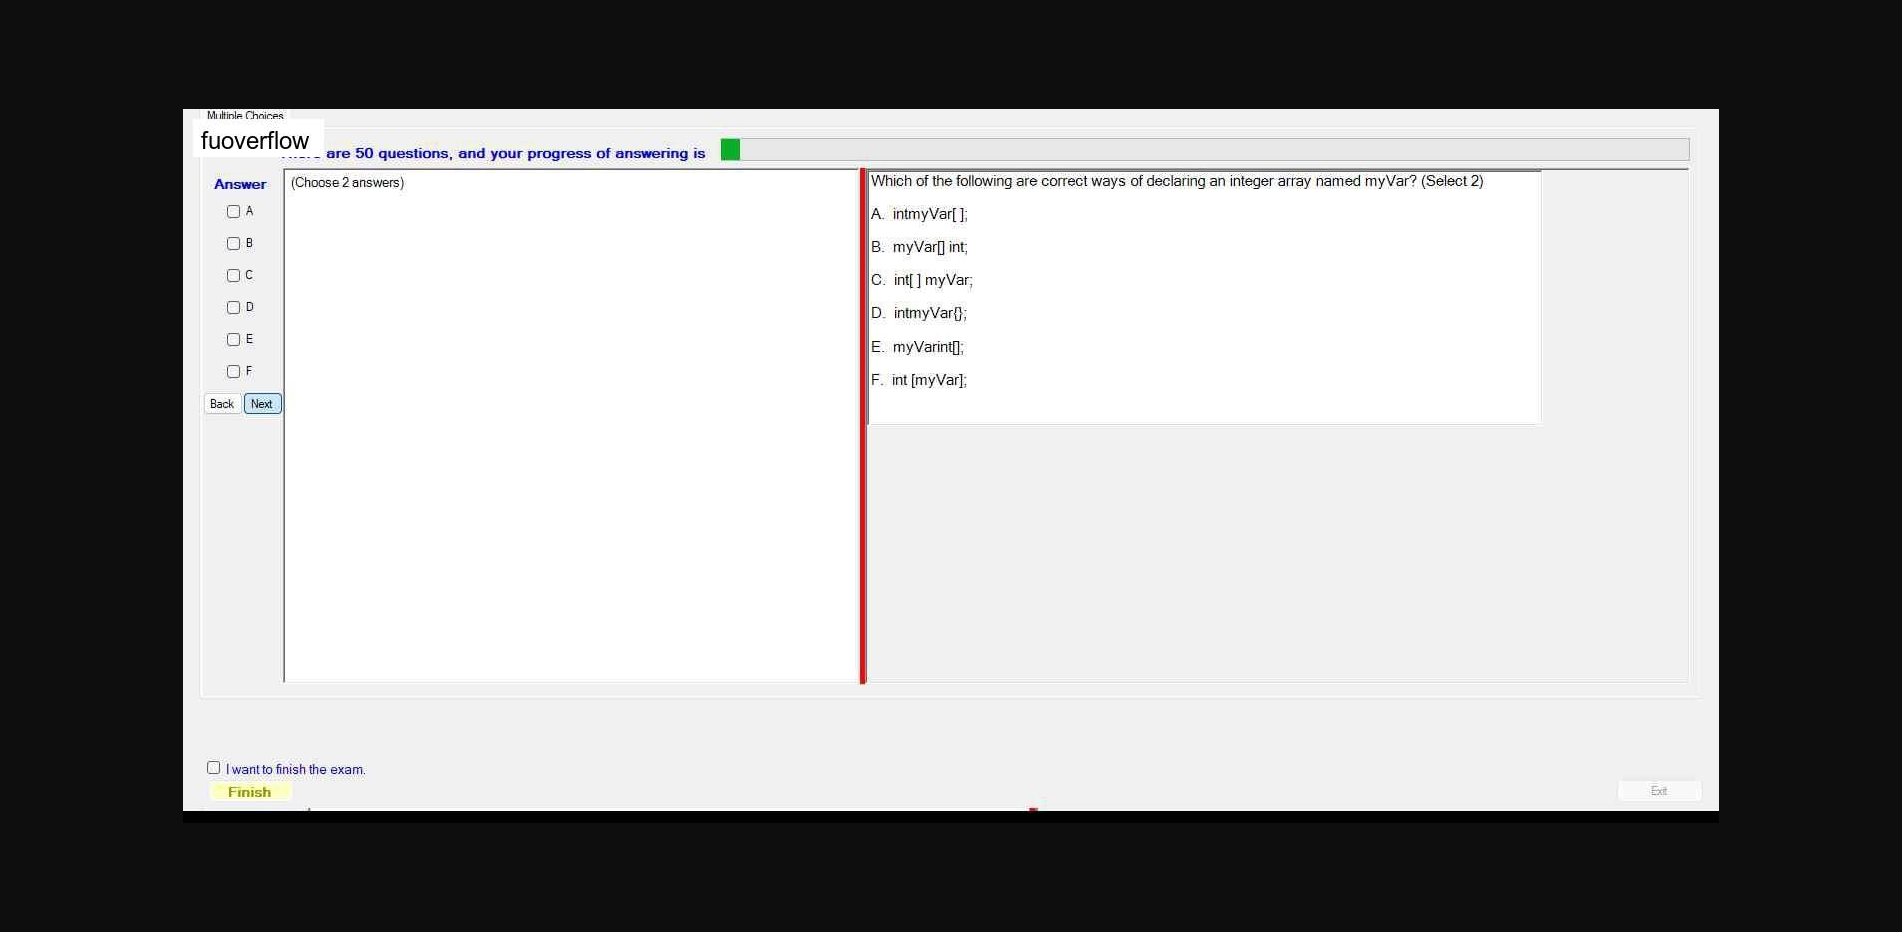 Multiple Choices
fuoverflow
are 50 questions, and your progress of answering is
Answer
(Choose 2 answers)
A
B
C
D
E
F
Back Next
Which of the following are correct ways of declaring an integer array named myVar? (Select 2)
A. intmyVar[ ];
B. myVar[] int;
C. int[ ] myVar;
D. intmyVar{};
E. myVarint[];
F. int [myVar];
I want to finish the exam.
Finish
Exit